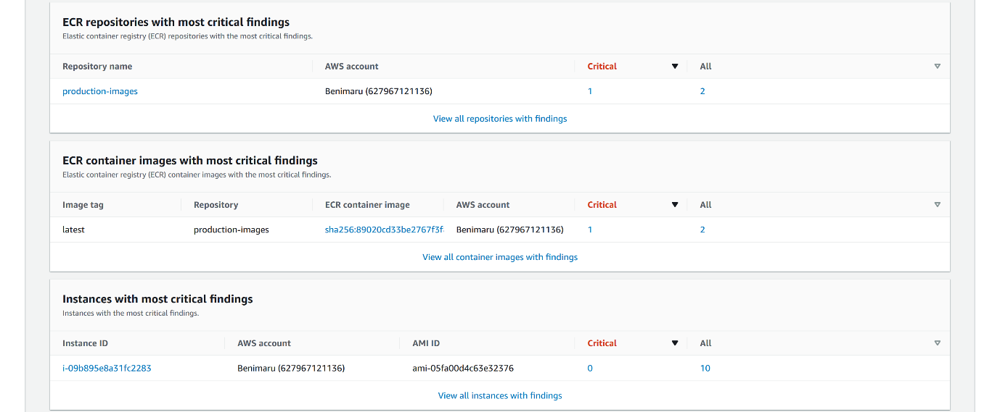 ECR repositories with most critical findings
Elastic container registry (ECR) repositories with the most critical findings.
Repository name AWS account Critical All
production-images Benimaru (627967121136) 1 2
View all repositories with findings
ECR container images with most critical findings
Elastic container registry (ECR) container images with the most critical findings.
Image tag Repository ECR container image AWS account Critical All
latest production-images sha256:89020cd33be2767f3f Benimaru (627967121136) 1 2
View all container images with findings
Instances with most critical findings
Instances with the most critical findings.
Instance ID AWS account AMI ID Critical All
i-09b895e8a31fc2283 Benimaru (627967121136) ami-05fa00d4c63e32376 0 10
View all instances with findings